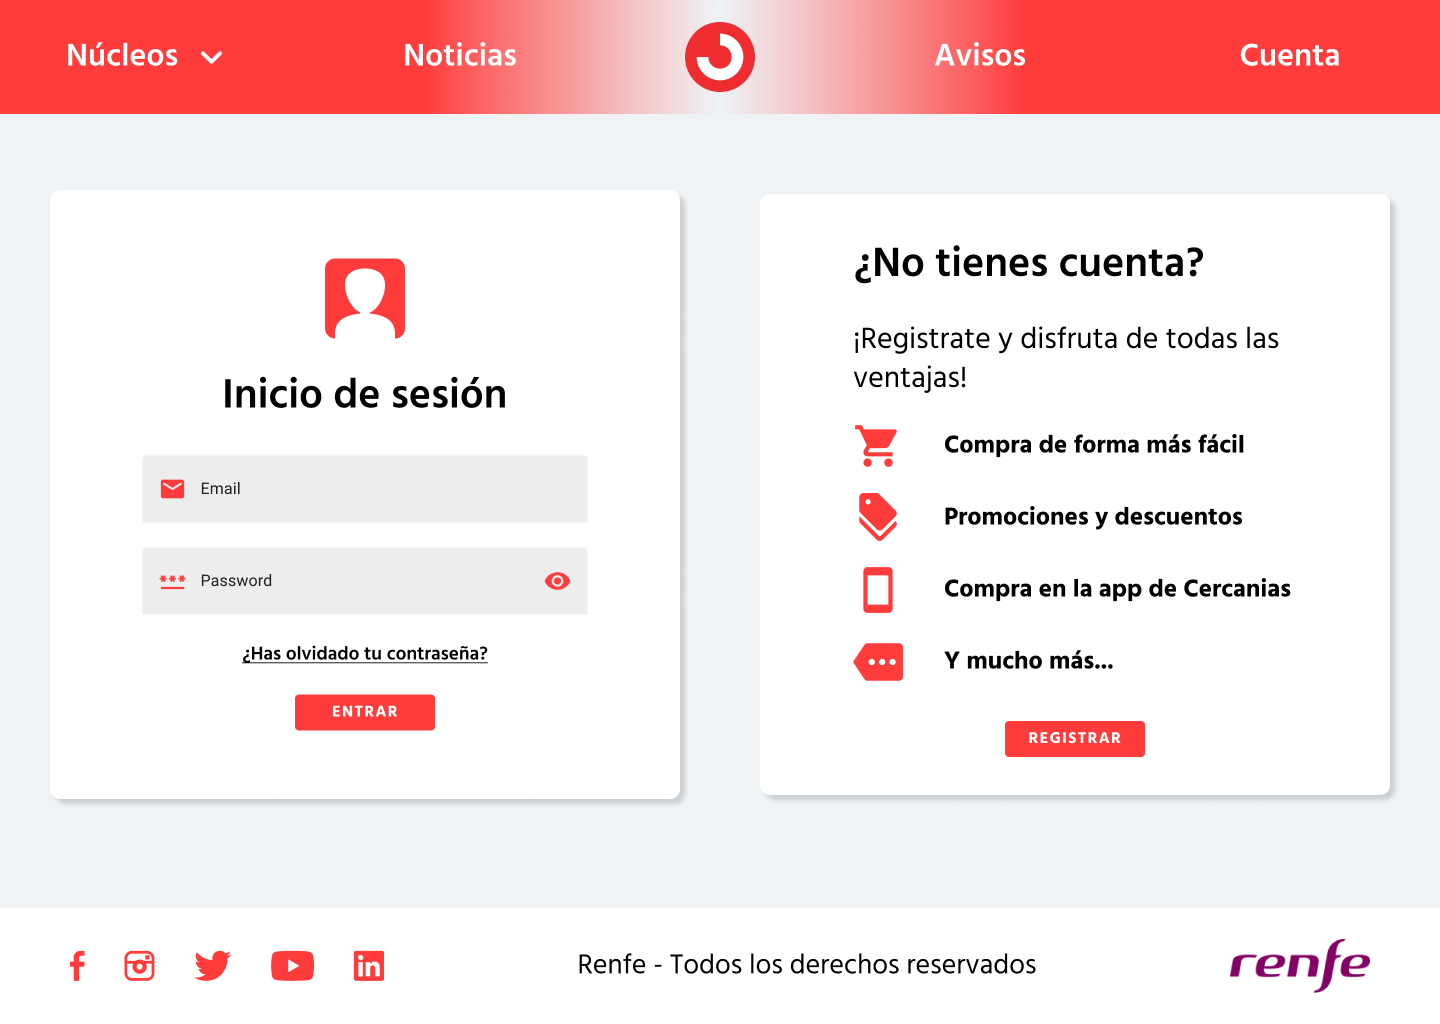 Núcleos
Noticias
Avisos
Cuenta
Inicio de sesión
Email
*** Password
¿Has olvidado tu contraseña?
ENTRAR
¿No tienes cuenta?
¡Registrate y disfruta de todas las
ventajas!
Compra de forma más fácil
Promociones y descuentos
Compra en la app de Cercanias
Y mucho más...
REGISTRAR
Renfe - Todos los derechos reservados
renfe